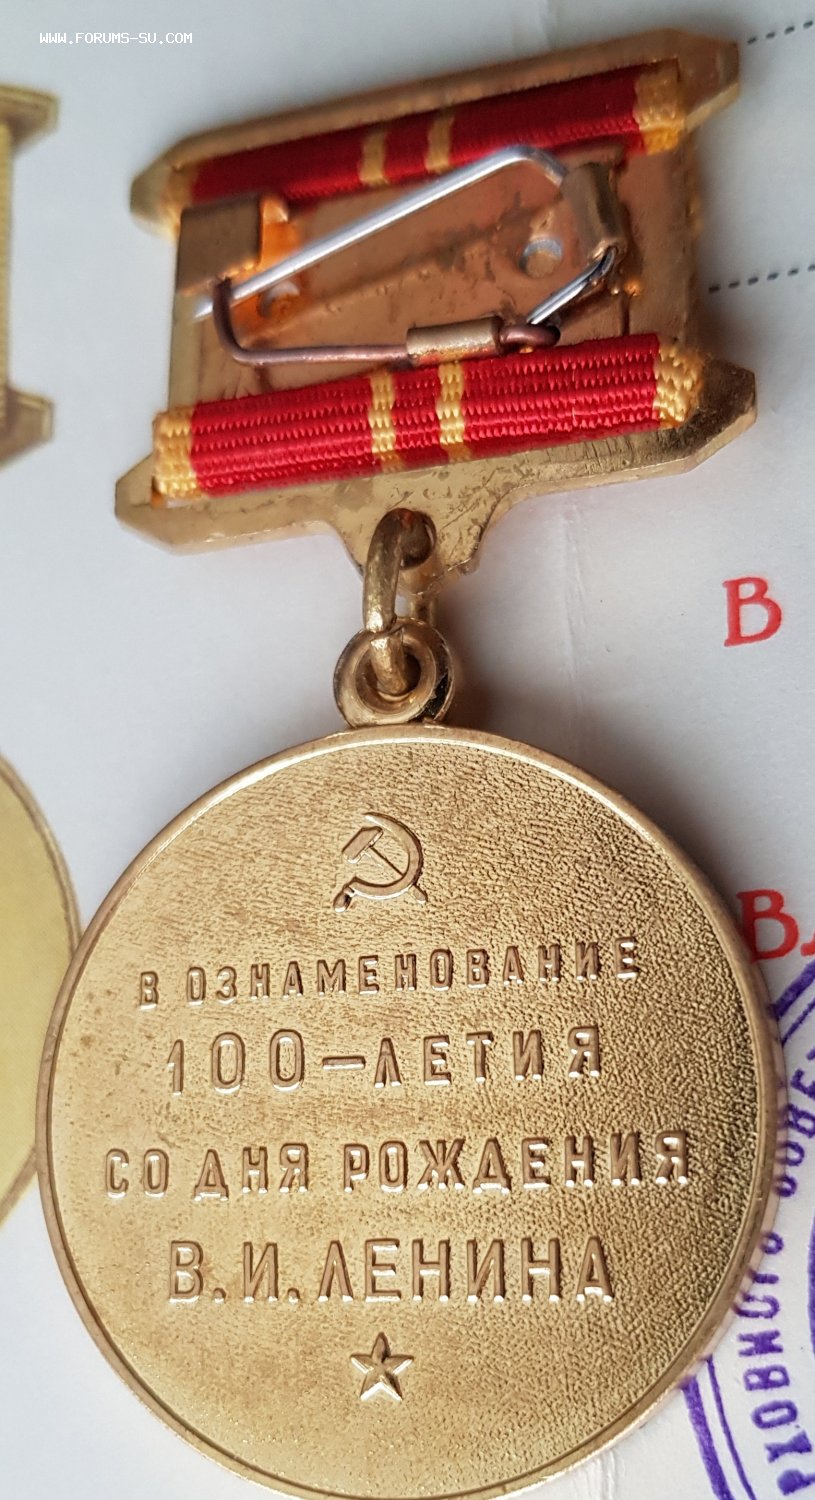 WWW.FORUMS-SU.COM
В
В ОЗНАМЕНОВАНИЕ
100–ЛЕТИЯ
СО ДНЯ РОЖДЕНИЯ
В. И. ЛЕНИНА